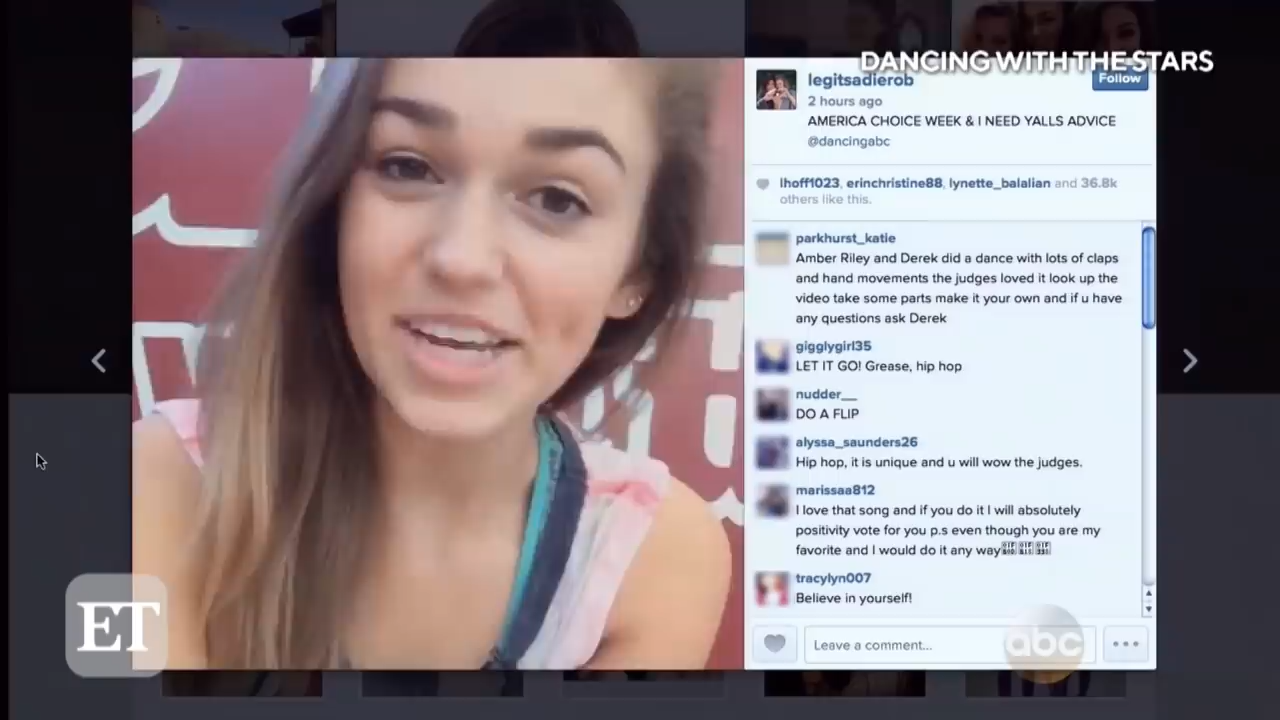 DANCING WITH THE STARS
legitsadierob
Follow
2 hours ago
AMERICA CHOICE WEEK & I NEED YALLS ADVICE
@dancingabc
lhoff1023, erinchristine88, lynette_balalian and 36.8k
others like this.
parkhurst_katie
Amber Riley and Derek did a dance with lots of claps
and hand movements the judges loved it look up the
video take some parts make it your own and if u have
any questions ask Derek
gigglygirl35
LET IT GO! Grease, hip hop
nudder__
DO A FLIP
alyssa_saunders26
Hip hop, it is unique and u will wow the judges.
marissaa812
I love that song and if you do it I will absolutely
positivity vote for you p.s even though you are my
favorite and I would do it any way
tracylyn007
Believe in yourself!
Leave a comment...
abc
ET